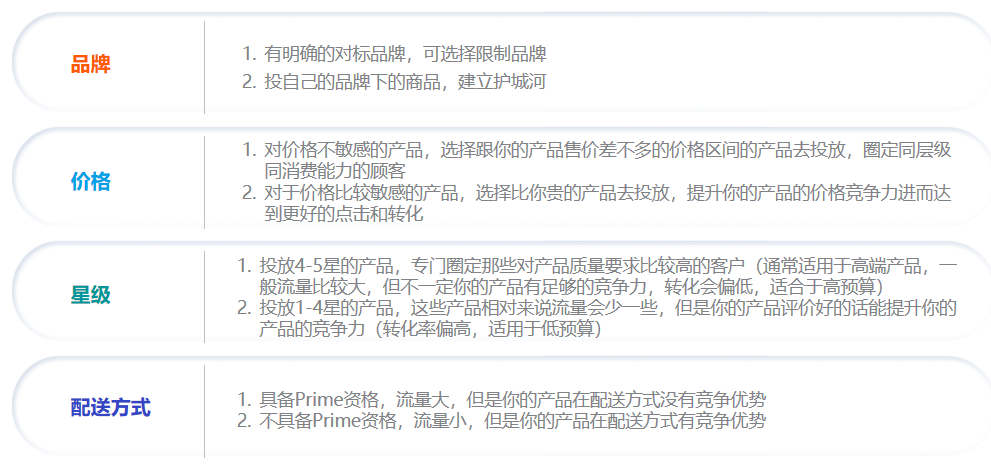 品牌
1. 有明确的对标品牌，可选择限制品牌
2. 投自己的品牌下的商品，建立护城河
价格
1. 对价格不敏感的产品，选择跟你的产品售价差不多的价格区间的产品去投放，圈定同层级
同消费能力的顾客
2. 对于价格比较敏感的产品，选择比你贵的产品去投放，提升你的产品的价格竞争力进而达
到更好的点击和转化
星级
1. 投放4-5星的产品，专门圈定那些对产品质量要求比较高的客户（通常适用于高端产品，一
般流量比较大，但不一定你的产品有足够的竞争力，转化会偏低，适合于高预算）
2. 投放1-4星的产品，这些产品相对来说流量会少一些，但是你的产品评价好的话能提升你的
产品的竞争力（转化率偏高，适用于低预算）
配送方式
1. 具备Prime资格，流量大，但是你的产品在配送方式没有竞争优势
2. 不具备Prime资格，流量小，但是你的产品在配送方式有竞争优势